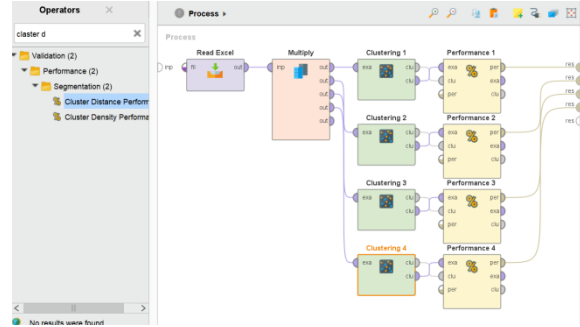 Operators
Process
cluster d
Process
Validation (2)
Performance (2)
Segmentation (2)
Cluster Distance Perform
Cluster Density Performa
No results were found
Read Excel
Multiply
Clustering 1
Performance 1
inp
fil
out
inp
out
out
out
out
out
exa
clu
clu
exa
clu
per
per
exa
clu
res
res
res
res
res
Clustering 2
Performance 2
exa
clu
clu
exa
clu
per
per
exa
clu
Clustering 3
Performance 3
exa
clu
clu
exa
clu
per
per
exa
clu
Clustering 4
Performance 4
exa
clu
clu
exa
clu
per
per
exa
clu